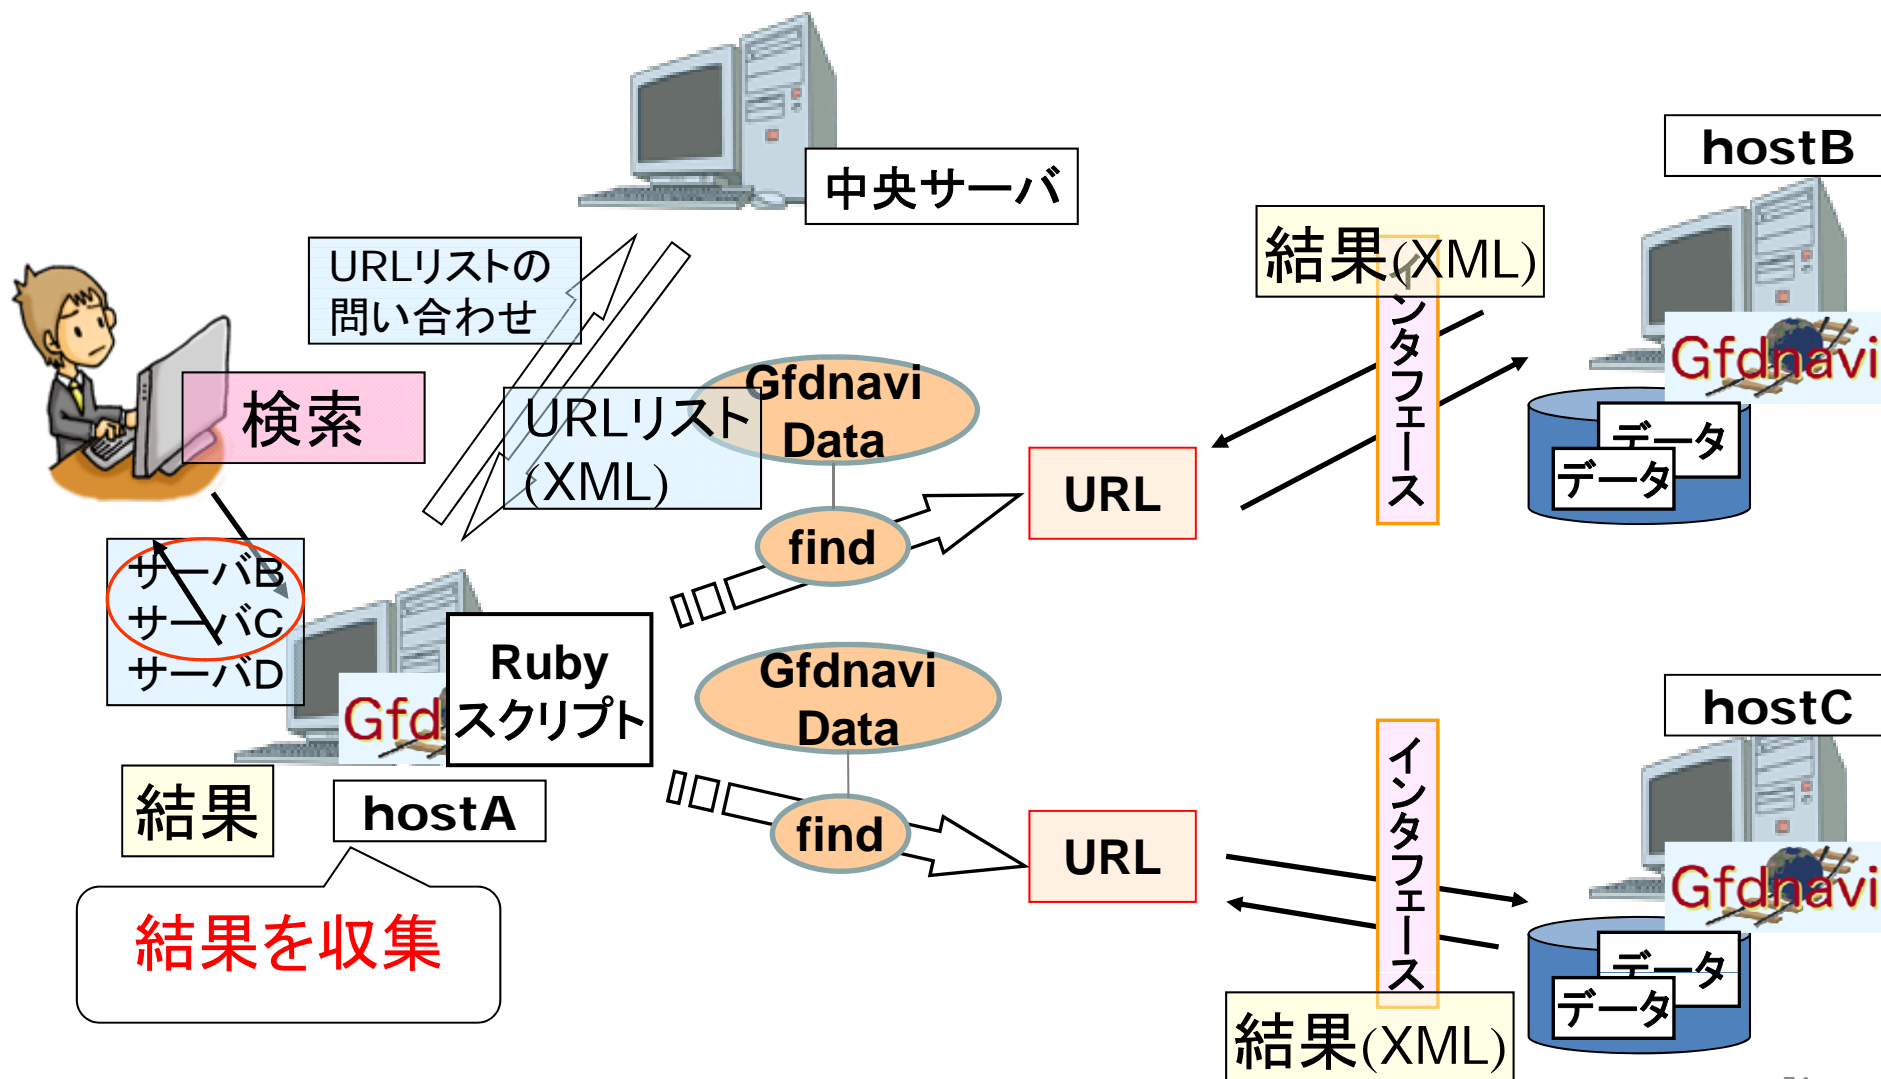 中央サーバ
hostB
結果(XML)
インタフェース
URLリストの
問い合わせ
Gfdnavi
検索
Gfdnavi
Data
URLリスト
(XML)
データ
データ
URL
find
サーバB
サーバC
サーバD
Ruby
スクリプト
Gfd
Gfdnavi
Data
hostC
インタフェース
結果
hostA
find
URL
Gfdnavi
結果を収集
データ
データ
結果(XML)